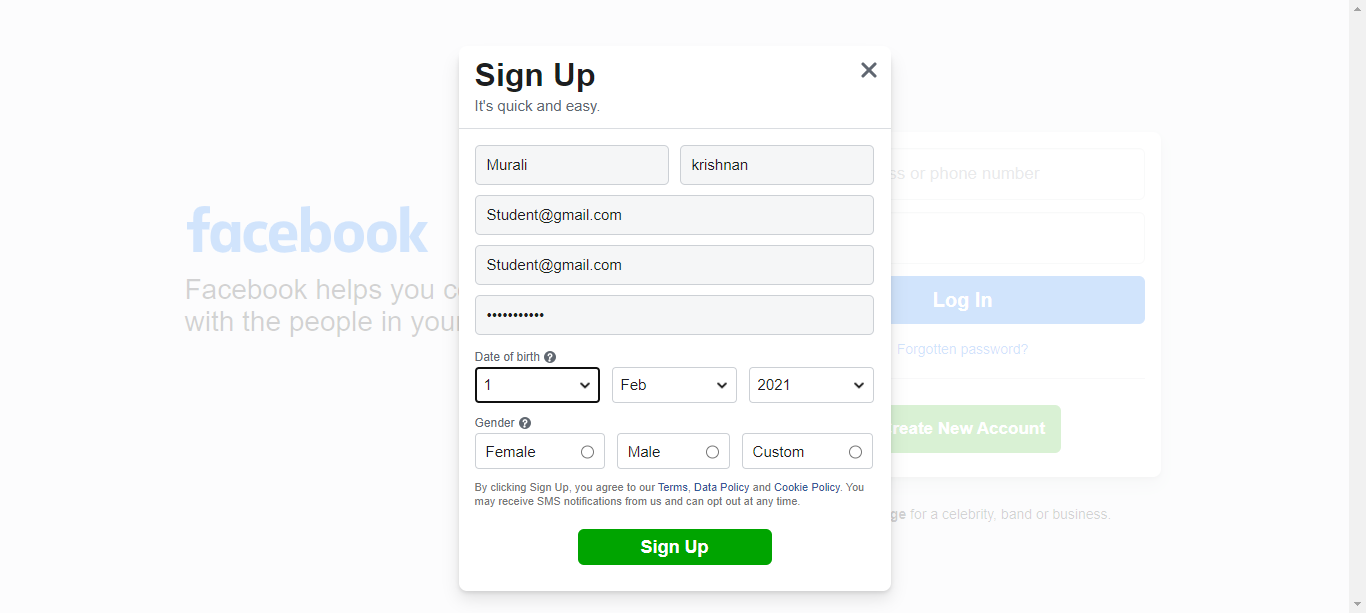 Sign Up
It's quick and easy.
Murali krishnan
Student@gmail.com
Student@gmail.com
•••••••••••
Date of birth ?
1 Feb 2021
Gender ?
Female Male Custom
By clicking Sign Up, you agree to our Terms, Data Policy and Cookie Policy. You
may receive SMS notifications from us and can opt out at any time.
Sign Up
facebook
Facebook helps you
with the people in
or phone number
Log In
Forgotten password?
New Account
for a celebrity, band or business.